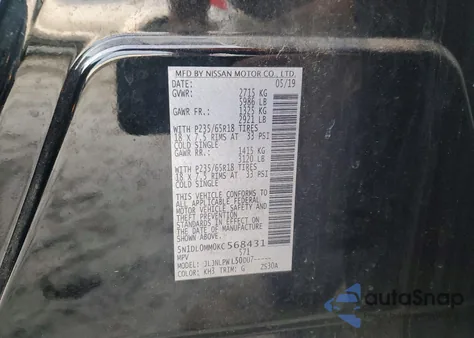 MFD BY NISSAN MOTOR CO., LTD.
DATE: 05/19
GVWR: 2715 KG
5986 LB
GAWR FR.: 1325 KG
2921 LB
WITH P235/65R18 TIRES
18 x 7.5 RIMS AT 33 PSI
COLD SINGLE
GAWR RR.: 1415 KG
3120 LB
WITH P235/65R18 TIRES
18 x 7.5 RIMS AT 33 PSI
COLD SINGLE
THIS VEHICLE CONFORMS TO
ALL APPLICABLE FEDERAL
MOTOR VEHICLE SAFETY
STANDARDS IN EFFECT ON
THE DATE OF MANUFACTURE
SHOWN ABOVE.
5N1DL0MM0KC568431
MPV 571
MODEL:
COLOR: KH3 TRIM: G 2S30A
autoSnap